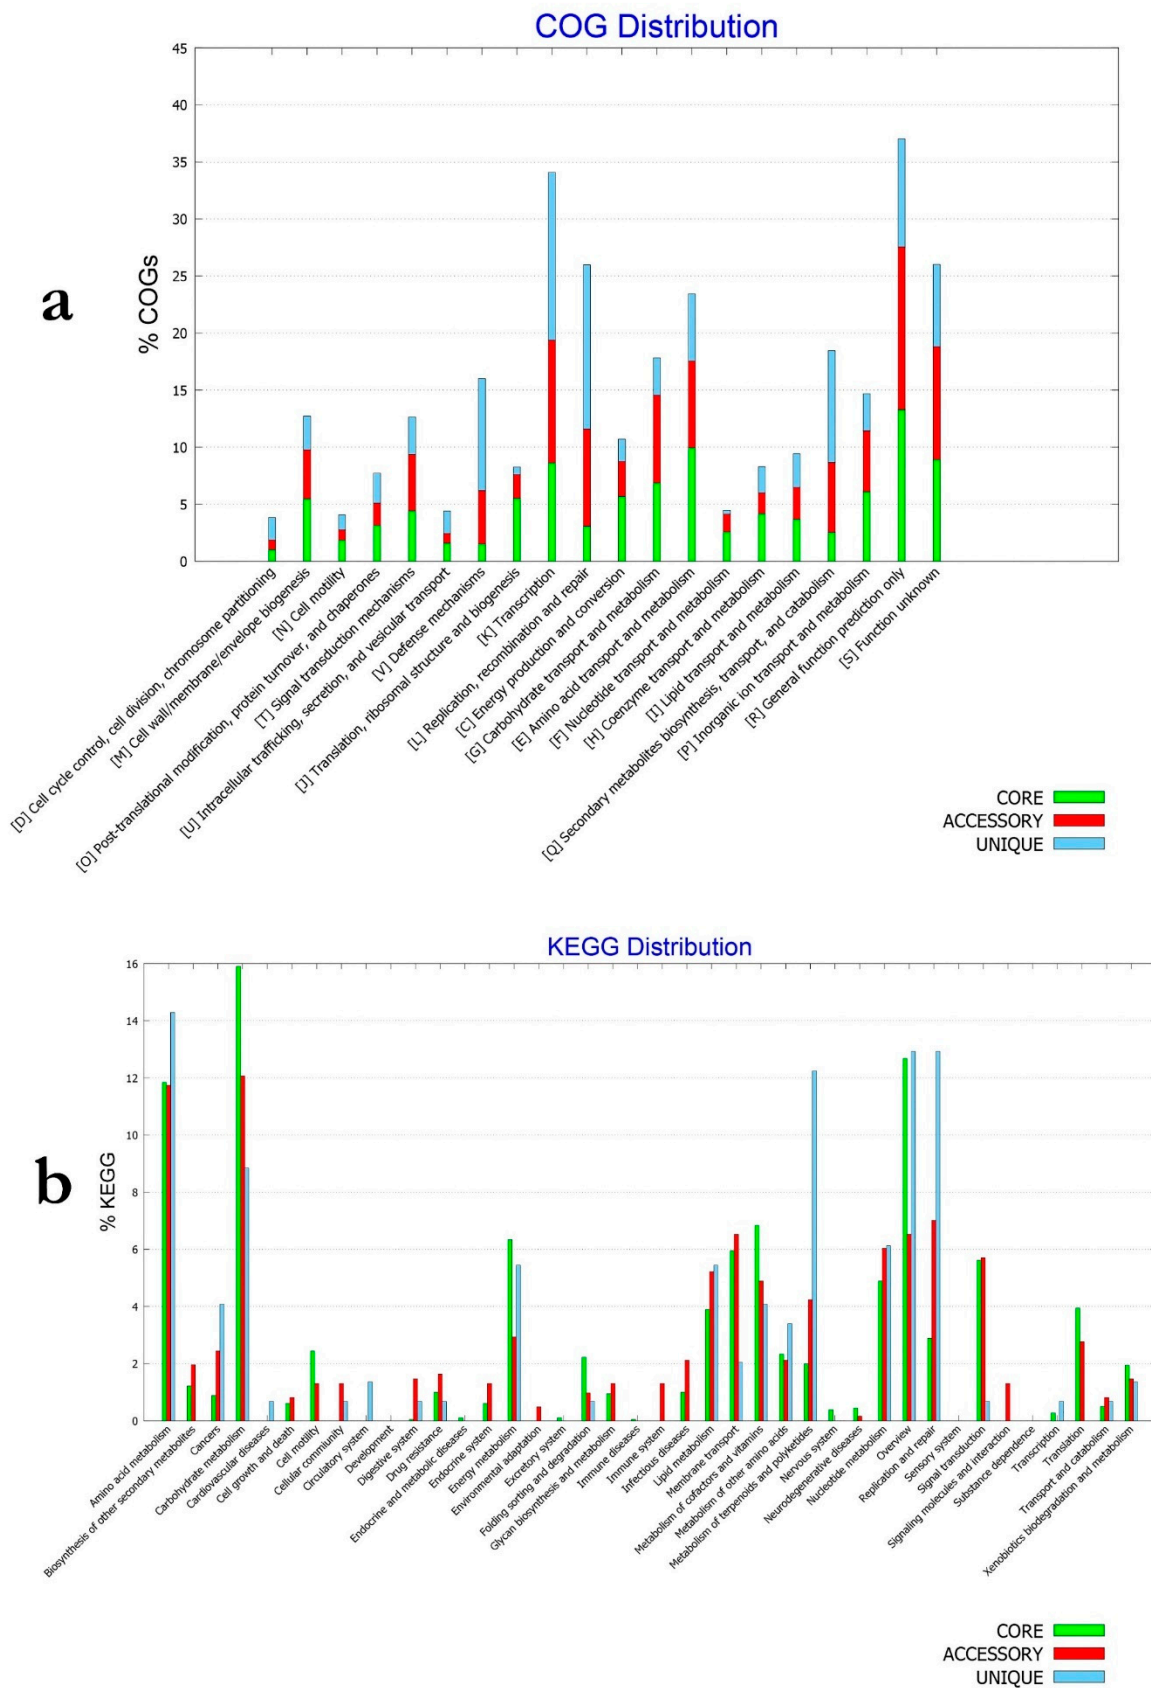 COG Distribution
45
40
35
30
25
20
15
10
5
0
% COGs
a
[D] Cell cycle control, cell division, chromosome partitioning
[M] Cell wall/membrane/envelope biogenesis
[N] Cell motility
[O] Post-translational modification, protein turnover, and chaperones
[T] Signal transduction mechanisms
[U] Intracellular trafficking, secretion, and vesicular transport
[V] Defense mechanisms
[J] Translation, ribosomal structure and biogenesis
[K] Transcription
[L] Replication, recombination and repair
[C] Energy production and conversion
[G] Carbohydrate transport and metabolism
[E] Amino acid transport and metabolism
[F] Nucleotide transport and metabolism
[H] Coenzyme transport and metabolism
[I] Lipid transport and metabolism
[Q] Secondary metabolites biosynthesis, transport, and catabolism
[P] Inorganic ion transport and metabolism
[R] General function prediction only
[S] Function unknown
CORE
ACCESSORY
UNIQUE
KEGG Distribution
16
14
12
10
8
6
4
2
0
% KEGG
b
Amino acid metabolism
Biosynthesis of other secondary metabolites
Cancers
Carbohydrate metabolism
Cardiovascular diseases
Cell growth and death
Cell motility
Cellular community
Circulatory system
Development
Digestive system
Drug resistance
Endocrine and metabolic diseases
Endocrine system
Energy metabolism
Environmental adaptation
Excretory system
Folding sorting and degradation
Glycan biosynthesis and metabolism
Immune diseases
Immune system
Infectious diseases
Lipid metabolism
Membrane transport
Metabolism of cofactors and vitamins
Metabolism of other amino acids
Metabolism of terpenoids and polyketides
Nervous system
Neurodegenerative diseases
Nucleotide metabolism
Overview
Replication and repair
Sensory system
Signal transduction
Signaling molecules and interaction
Substance dependence
Transcription
Translation
Transport and catabolism
Xenobiotics biodegradation and metabolism
CORE
ACCESSORY
UNIQUE